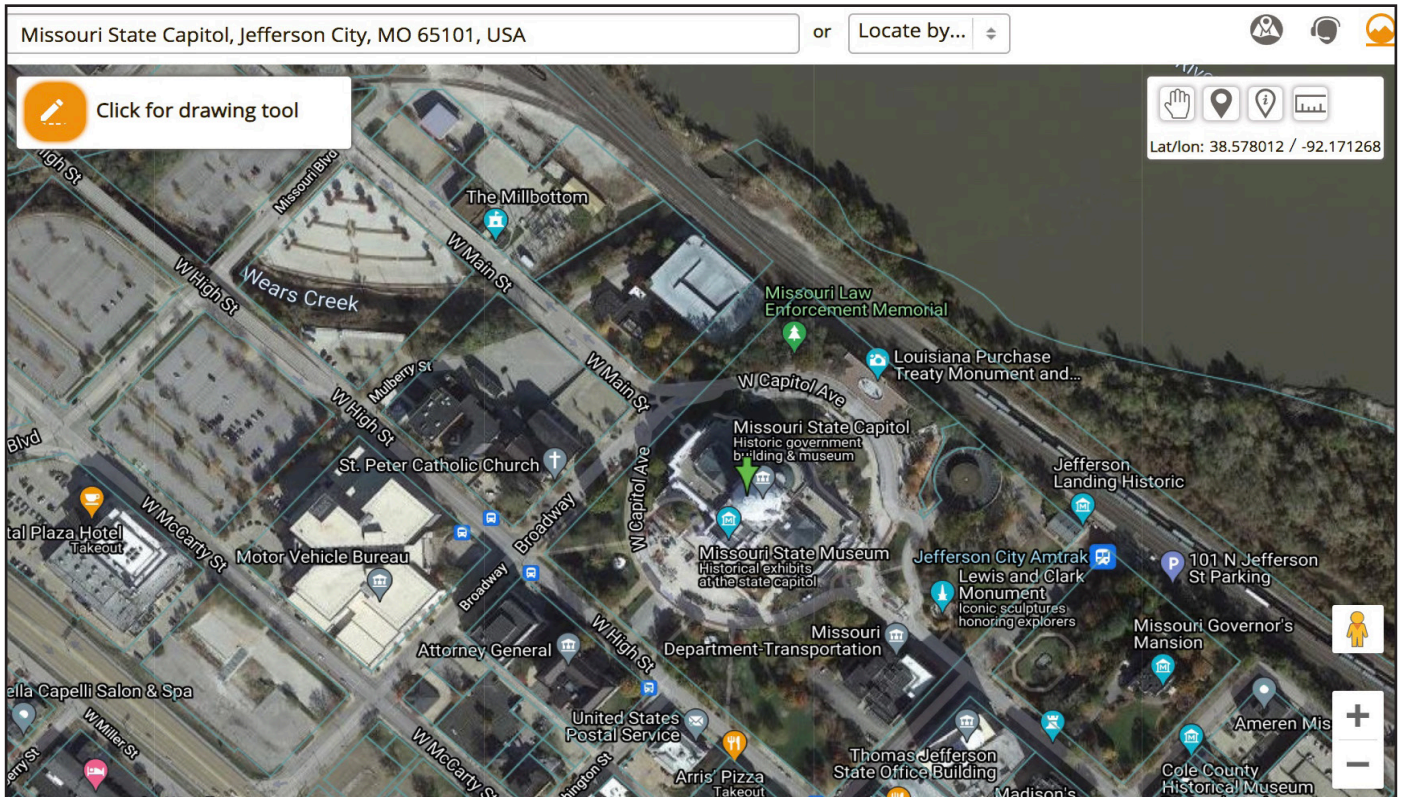 Missouri State Capitol, Jefferson City, MO 65101, USA
or
Locate by...
Click for drawing tool
Lat/lon: 38.578012 / -92.171268
High St
Missouri Blvd
The Millbottom
W Main St
W High St
Wears Creek
Missouri Law
Enforcement Memorial
Louisiana Purchase
Treaty Monument and...
Mulberry St
W Main St
W Capitol Ave
W High St
Missouri State Capitol
Historic government
building & museum
Blvd
St. Peter Catholic Church
W Capitol Ave
Jefferson
Landing Historic
tal Plaza Hotel
Takeout
W McCarty St
Broadway
Motor Vehicle Bureau
Missouri State Museum
Historical exhibits
at the state capitol
Jefferson City Amtrak
P
101 N Jefferson
St Parking
Broadway
Lewis and Clark
Monument
Iconic sculptures
honoring explorers
W High St
Attorney General
Missouri
Department-Transportation
Missouri Governor's
Mansion
ella Capelli Salon & Spa
W Miller St
United States
Postal Service
Ameren Mis
W McCarty St
Thomas Jefferson
State Office Building
erry St
hington St
Arris' Pizza
Takeout
Madison's
Cole County
Historical Museum